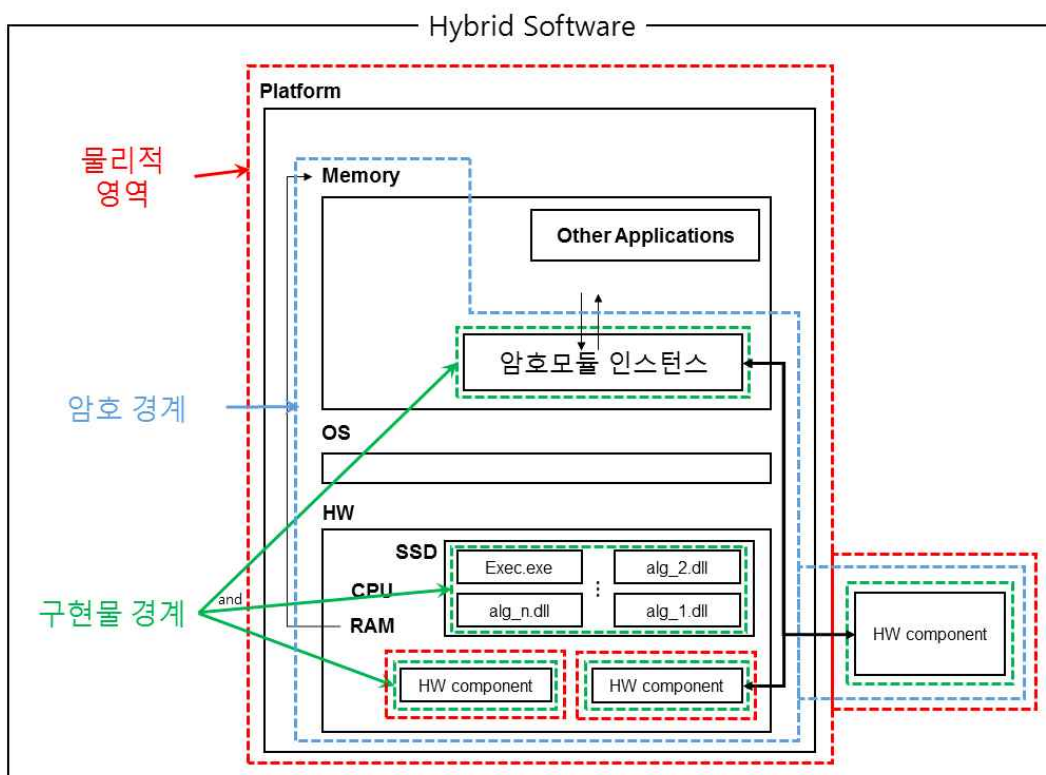 Hybrid Software
Platform
물리적
영역
Memory
Other Applications
암호모듈 인스턴스
암호 경계
OS
HW
SSD
Exec.exe
alg_2.dll
⋮
and
CPU
구현물 경계
alg_n.dll
alg_1.dll
RAM
HW component
HW component
HW component